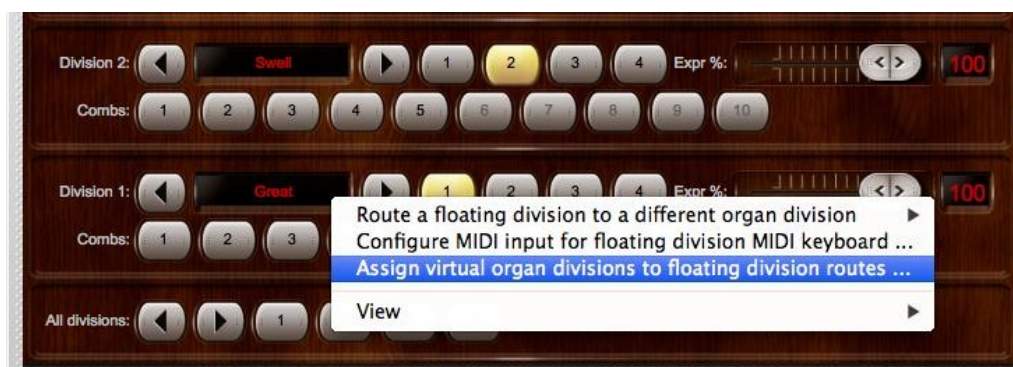 Division 2: Swell 1 2 3 4 Expr %: < > 100
Combs: 1 2 3 4 5 6 7 8 9 10
Division 1: Great 1 2 3 4 Expr %: < > 100
Combs: 1 2 3
Route a floating division to a different organ division
Configure MIDI input for floating division MIDI keyboard ...
Assign virtual organ divisions to floating division routes ...
View
All divisions: 1